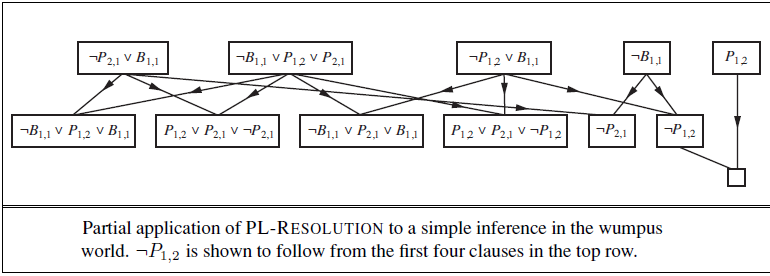 ¬P2,1 ∨ B1,1 ¬B1,1 ∨ P1,2 ∨ P2,1 ¬P1,2 ∨ B1,1 ¬B1,1 P1,2
¬B1,1 ∨ P1,2 ∨ B1,1 P1,2 ∨ P2,1 ∨ ¬P2,1 ¬B1,1 ∨ P2,1 ∨ B1,1 P1,2 ∨ P2,1 ∨ ¬P1,2 ¬P2,1 ¬P1,2
Partial application of PL-RESOLUTION to a simple inference in the wumpus
world. ¬P1,2 is shown to follow from the first four clauses in the top row.